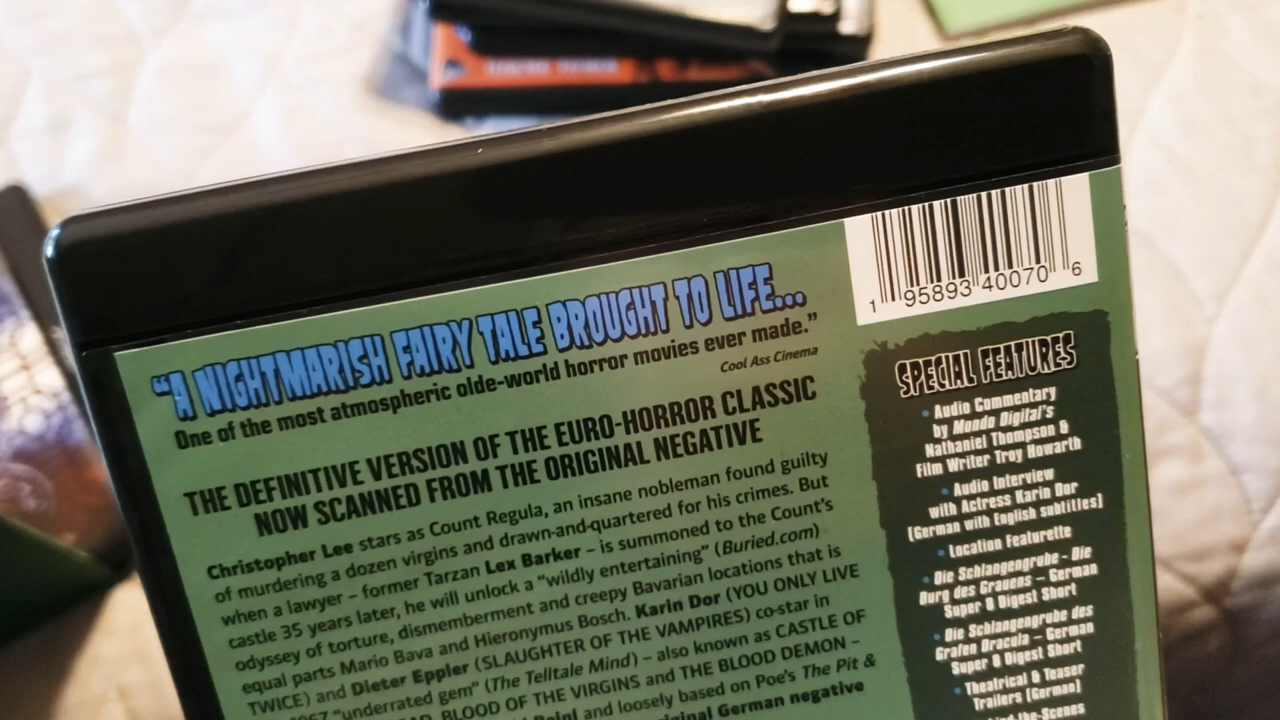 1 95893 40070 6
“A NIGHTMARISH FAIRY TALE BROUGHT TO LIFE...
One of the most atmospheric olde-world horror movies ever made.”
Cool Ass Cinema
THE DEFINITIVE VERSION OF THE EURO-HORROR CLASSIC
NOW SCANNED FROM THE ORIGINAL NEGATIVE
Christopher Lee stars as Count Regula, an insane nobleman found guilty
of murdering a dozen virgins and drawn-and-quartered for his crimes. But
when a lawyer – former Tarzan Lex Barker – is summoned to the Count’s
castle 35 years later, he will unlock a “wildly entertaining” (Buried.com)
odyssey of torture, dismemberment and creepy Bavarian locations that is
equal parts Mario Bava and Hieronymus Bosch. Karin Dor (YOU ONLY LIVE
TWICE) and Dieter Eppler (SLAUGHTER OF THE VAMPIRES) co-star in
1967 “underrated gem” (The Telltale Mind) – also known as CASTLE OF
BLOOD OF THE VIRGINS and THE BLOOD DEMON –
and loosely based on Poe’s The Pit &
original German negative
SPECIAL FEATURES
• Audio Commentary
by Mondo Digital’s
Nathaniel Thompson &
Film Writer Troy Howarth
• Audio Interview
with Actress Karin Dor
(German with English subtitles)
• Location Featurette
• Die Schlangengrube - Die
Burg des Grauens – German
Super 8 Digest Short
• Die Schlangengrube des
Grafen Dracula – German
Super 8 Digest Short
• Theatrical & Teaser
Trailers (German)